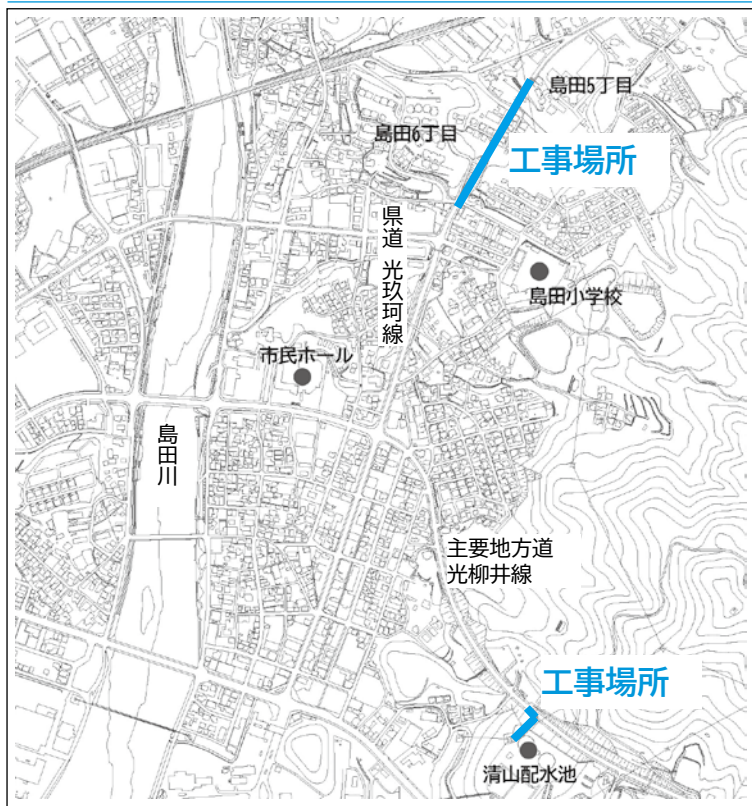 島田5丁目
島田6丁目
工事場所
県道 光玖珂線
島田小学校
市民ホール
島田川
主要地方道
光柳井線
工事場所
清山配水池